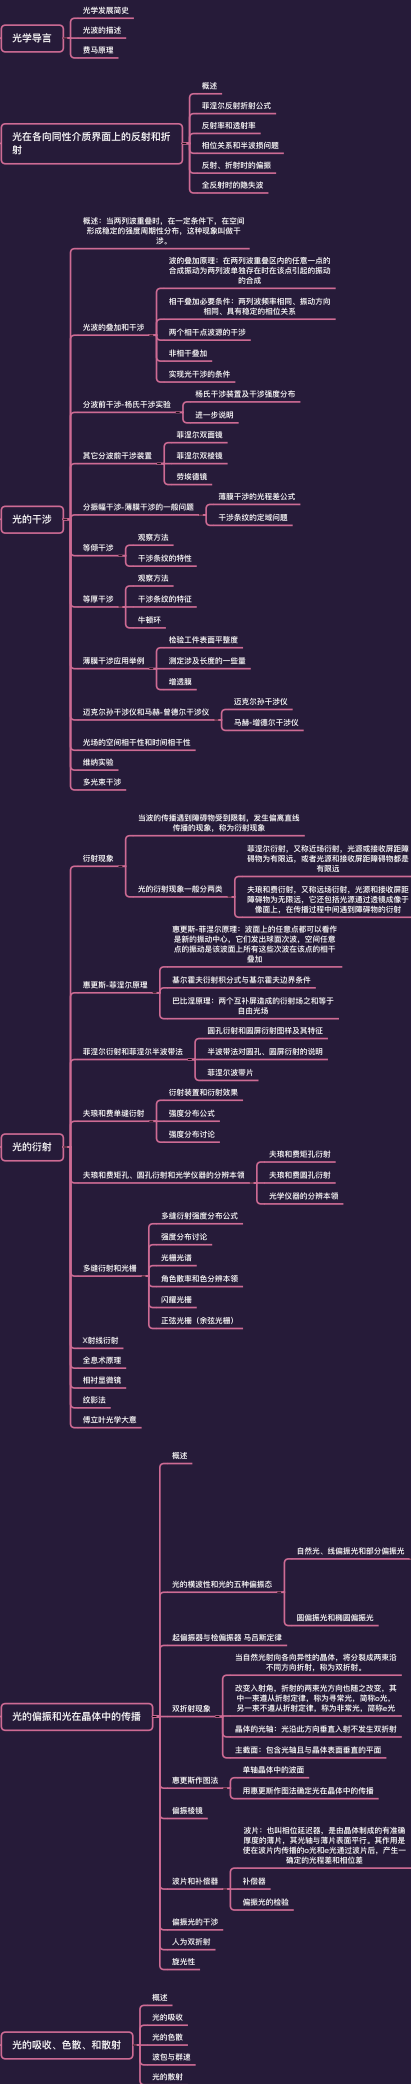 光学导言
光学发展简史
光波的描述
费马原理
光在各向同性介质界面上的反射和折
射
概述
菲涅尔反射折射公式
反射率和透射率
相位关系和半波损问题
反射、折射时的偏振
全反射时的隐失波
光的干涉
概述：当两列波重叠时，在一定条件下，在空间
形成稳定的强度周期性分布，这种现象叫做干
涉。
光波的叠加和干涉
波的叠加原理：在两列波重叠区内的任意一点的
合成振动为两列波单独存在时在该点引起的振动
的合成
相干叠加必要条件：两列波频率相同、振动方向
相同、具有稳定的相位关系
两个相干点波源的干涉
非相干叠加
实现光干涉的条件
分波前干涉-杨氏干涉实验
杨氏干涉装置及干涉强度分布
进一步说明
其它分波前干涉装置
菲涅尔双面镜
菲涅尔双棱镜
劳埃德镜
分振幅干涉-薄膜干涉的一般问题
薄膜干涉的光程差公式
干涉条纹的定域问题
等倾干涉
观察方法
干涉条纹的特性
等厚干涉
观察方法
干涉条纹的特征
牛顿环
薄膜干涉应用举例
检验工件表面平整度
测定涉及长度的一些量
增透膜
迈克尔孙干涉仪和马赫-曾德尔干涉仪
迈克尔孙干涉仪
马赫-增德尔干涉仪
光场的空间相干性和时间相干性
维纳实验
多光束干涉
光的衍射
衍射现象
当波的传播遇到障碍物受到限制，发生偏离直线
传播的现象，称为衍射现象
光的衍射现象一般分两类
菲涅尔衍射，又称近场衍射，光源或接收屏距障
碍物为有限远，或者光源和接收屏距障碍物都是
有限远
夫琅和费衍射，又称远场衍射，光源和接收屏距
障碍物为无限远，它还包括光源通过透镜成像于
像面上，在传播过程中间遇到障碍物的衍射
惠更斯-菲涅尔原理
惠更斯-菲涅尔原理：波面上的任意点都可以看作
是新的振动中心，它们发出球面次波，空间任意
点的振动是该波面上所有这些次波在该点的相干
叠加
基尔霍夫衍射积分式与基尔霍夫边界条件
巴比涅原理：两个互补屏造成的衍射场之和等于
自由光场
菲涅尔衍射和菲涅尔半波带法
圆孔衍射和圆屏衍射图样及其特征
半波带法对圆孔、圆屏衍射的说明
菲涅尔波带片
夫琅和费单缝衍射
衍射装置和衍射效果
强度分布公式
强度分布讨论
夫琅和费矩孔、圆孔衍射和光学仪器的分辨本领
夫琅和费矩孔衍射
夫琅和费圆孔衍射
光学仪器的分辨本领
多缝衍射和光栅
多缝衍射强度分布公式
强度分布讨论
光栅光谱
角色散率和色分辨本领
闪耀光栅
正弦光栅（余弦光栅）
X射线衍射
全息术原理
相衬显微镜
纹影法
傅立叶光学大意
光的偏振和光在晶体中的传播
概述
光的横波性和光的五种偏振态
自然光、线偏振光和部分偏振光
圆偏振光和椭圆偏振光
起偏振器与检偏振器 马吕斯定律
双折射现象
当自然光射向各向异性的晶体，将分裂成两束沿
不同方向折射，称为双折射。
改变入射角，折射的两束光方向也随之改变，其
中一束遵从折射定律，称为寻常光，简称o光，
另一束不遵从折射定律，称为非常光，简称e光
晶体的光轴：光沿此方向垂直入射不发生双折射
主截面：包含光轴且与晶体表面垂直的平面
惠更斯作图法
单轴晶体中的波面
用惠更斯作图法确定光在晶体中的传播
偏振棱镜
波片和补偿器
波片：也叫相位延迟器，是由晶体制成的有准确
厚度的薄片，其光轴与薄片表面平行。其作用是
使在波片内传播的o光和e光通过波片后，产生一
确定的光程差和相位差
补偿器
偏振光的检验
偏振光的干涉
人为双折射
旋光性
光的吸收、色散、和散射
概述
光的吸收
光的色散
波包与群速
光的散射